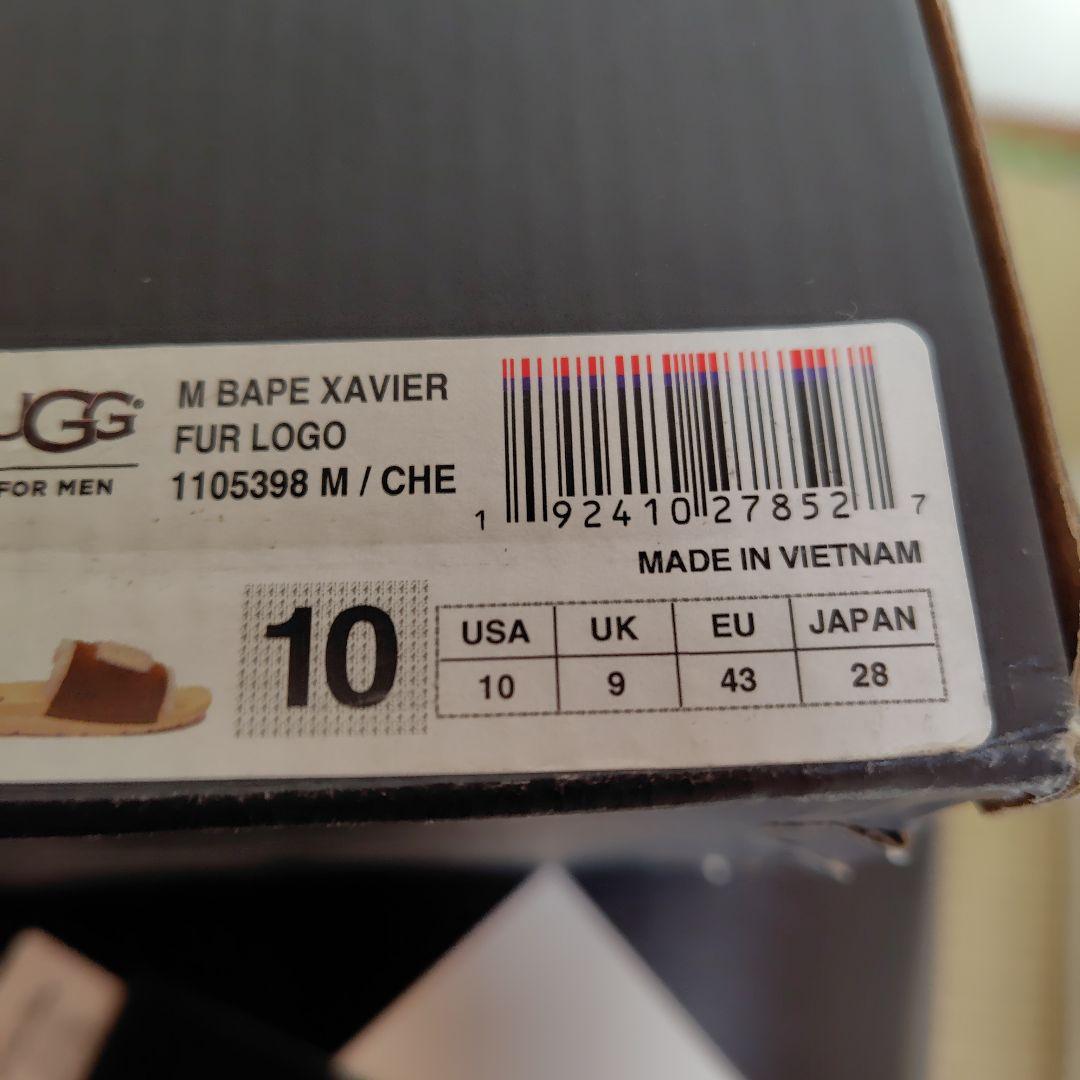 UGG®
FOR MEN
M BAPE XAVIER
FUR LOGO
1105398 M / CHE
1 92410 27852 7
MADE IN VIETNAM
10
USA UK EU JAPAN
10 9 43 28